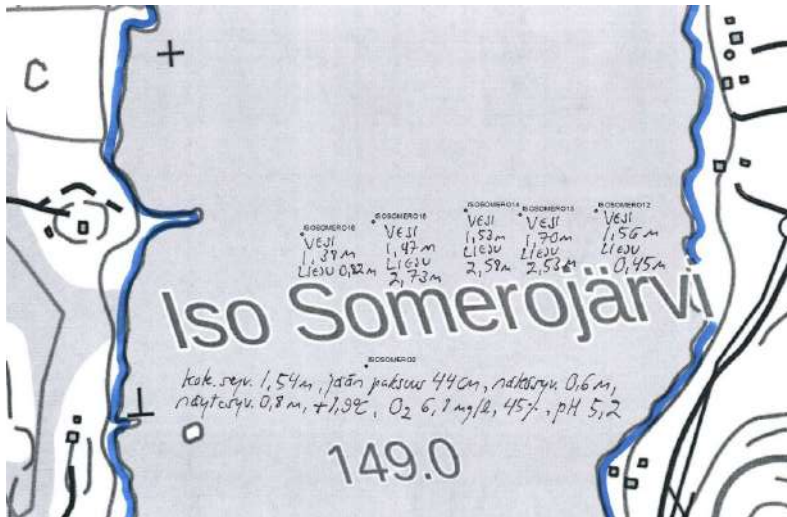 C
ISOSOMERO16
VESI
1,38m
LIEJU 0,82m
ISOSOMERO15
VESI
1,47m
LIEJU
2,73m
ISOSOMERO14
VESI
1,53m
LIEJU
2,58m
ISOSOMERO13
VESI
1,70m
LIEJU
2,53m
ISOSOMERO12
VESI
1,56m
LIEJU
0,45m
Iso Somerojärvi
ISOSOMERO2
kok.syv. 1,54m, jään paksuus 44cm, näkösyv. 0,6m,
näytesyv. 0,8m, +1,9°C, O2 6,1 mg/l, 45%, pH 5,2
149.0